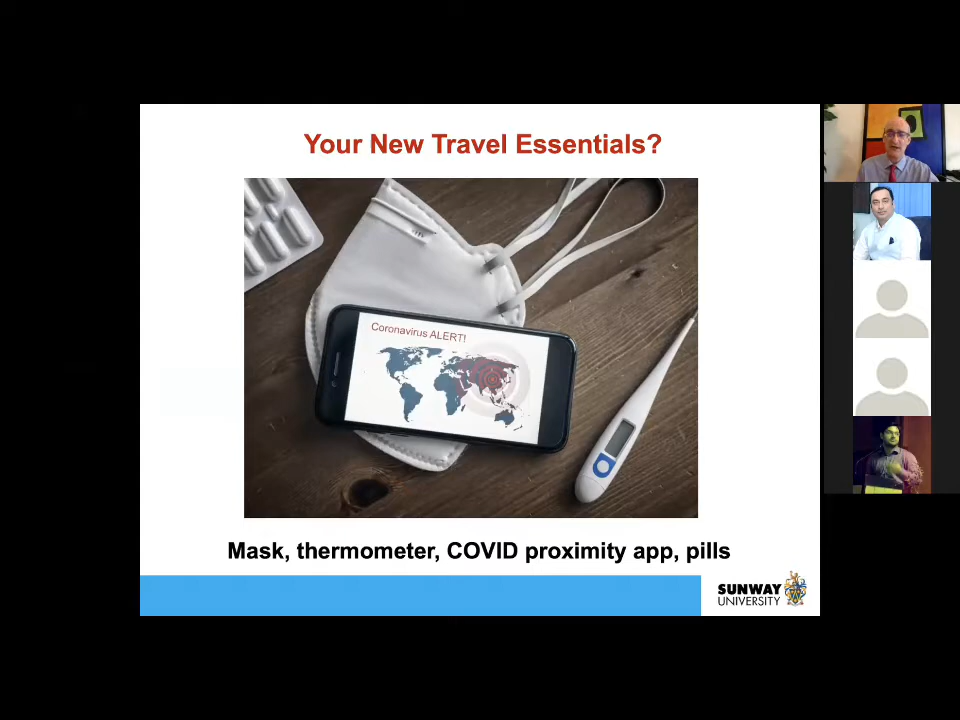 Your New Travel Essentials?
Coronavirus ALERT!
Mask, thermometer, COVID proximity app, pills
SUNWAY
UNIVERSITY